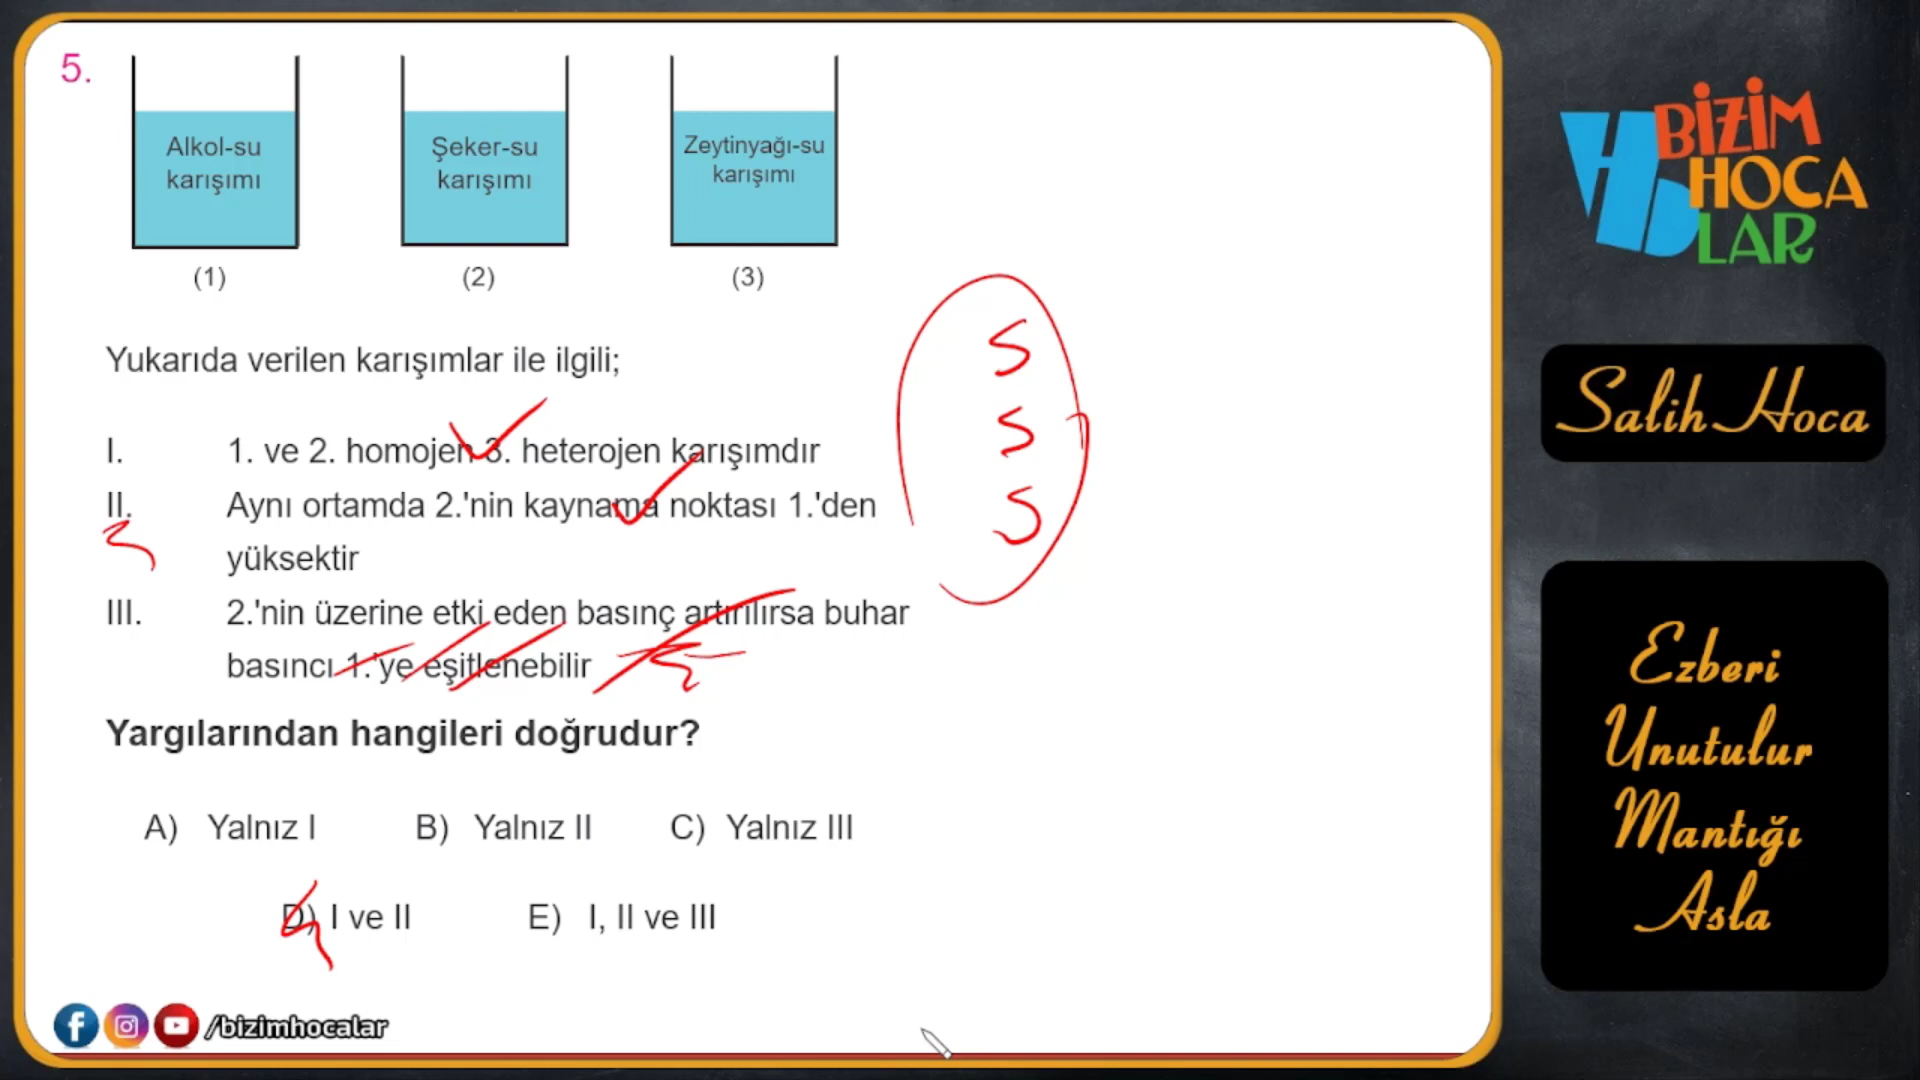 5.
Alkol-su
karışımı
Şeker-su
karışımı
Zeytinyağı-su
karışımı
(1)
(2)
(3)
Yukarıda verilen karışımlar ile ilgili;
I. 1. ve 2. homojen 3. heterojen karışımdır
II. Aynı ortamda 2.'nin kaynama noktası 1.'den
yüksektir
III. 2.'nin üzerine etki eden basınç artırılırsa buhar
basıncı 1.'ye eşitlenebilir
Yargılarından hangileri doğrudur?
A) Yalnız I B) Yalnız II C) Yalnız III
D) I ve II E) I, II ve III
S
S
S
/bizimhocalar
BİZİM
HOCA
LAR
Salih Hoca
Ezberi
Unutulur
Mantığı
Asla